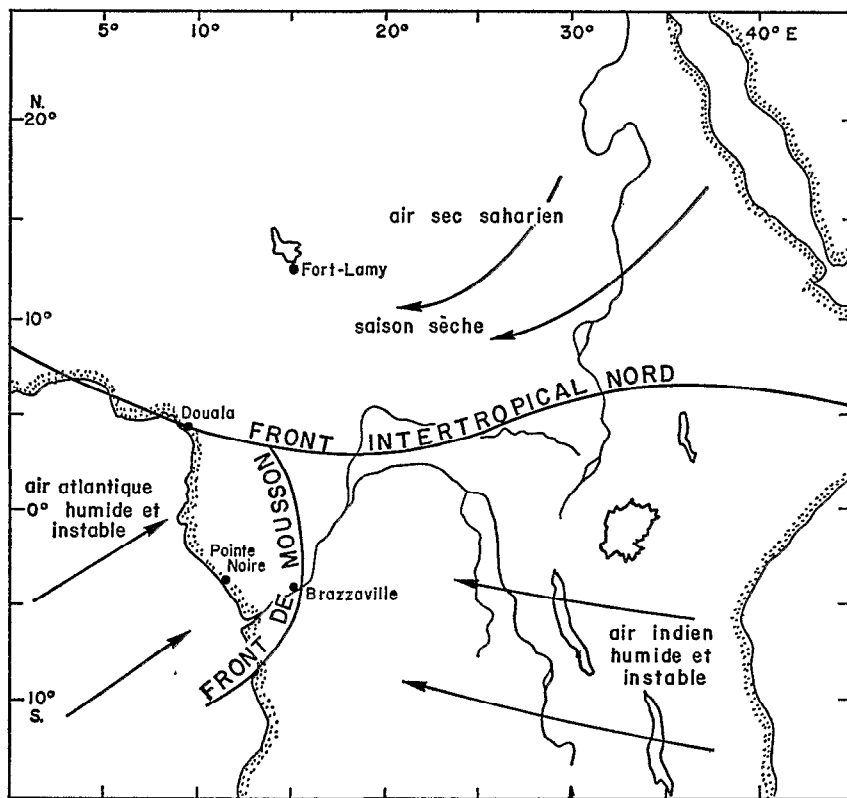 5° 10° 20° 30° 40° E
N.
20°
air sec saharien
Fort-Lamy
10°
saison sèche
Douala
FRONT INTERTROPICAL NORD
FRONT DE MOUSSON
air atlantique
humide et
instable
0°
Pointe
Noire
Brazzaville
air indien
humide et
instable
10°
S.